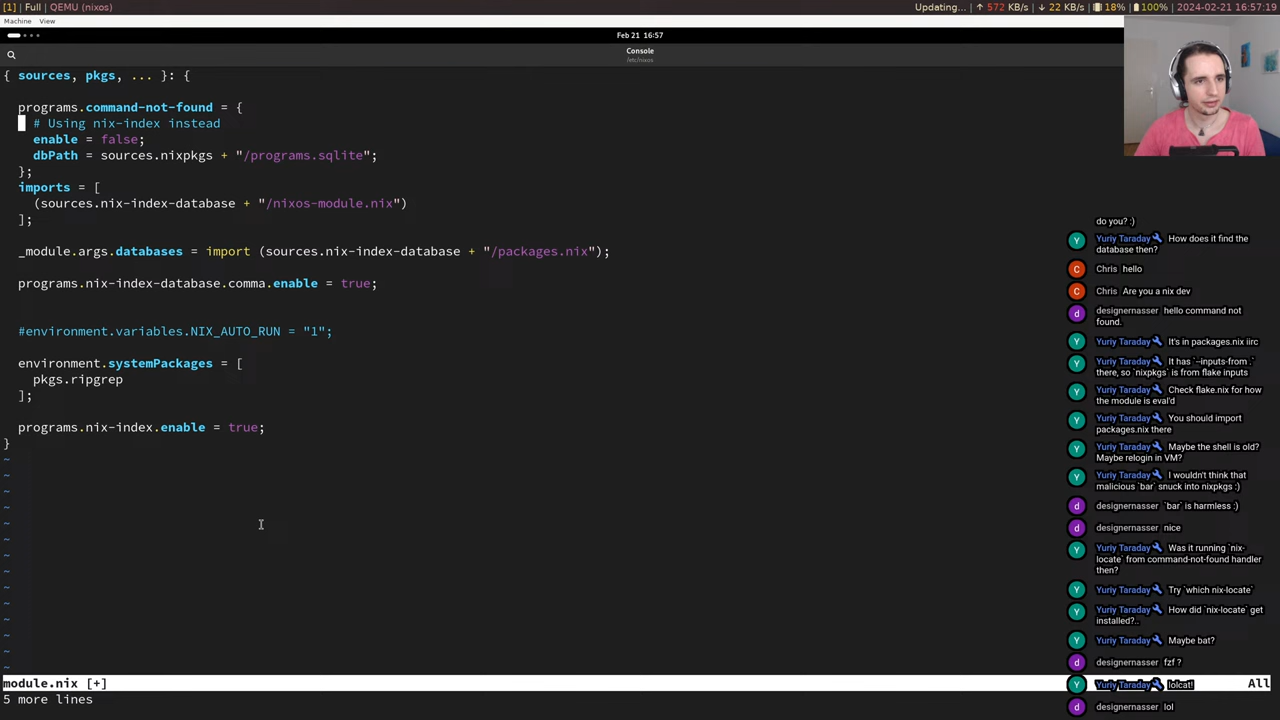 [1] | Full | QEMU (nixos)
Updating... | ↑ 572 KB/s | ↓ 22 KB/s | 18% | 100% | 2024-02-21 16:57:19
Machine View
Feb 21 16:57
Console
/etc/nixos
{ sources, pkgs, ... }: {
programs.command-not-found = {
# Using nix-index instead
enable = false;
dbPath = sources.nixpkgs + "/programs.sqlite";
};
imports = [
(sources.nix-index-database + "/nixos-module.nix")
];
_module.args.databases = import (sources.nix-index-database + "/packages.nix");
programs.nix-index-database.comma.enable = true;
#environment.variables.NIX_AUTO_RUN = "1";
environment.systemPackages = [
pkgs.ripgrep
];
programs.nix-index.enable = true;
}
~
~
~
~
~
~
~
~
~
~
~
~
~
~
module.nix [+]
All
5 more lines
do you? :)
Y Yuriy Taraday How does it find the
database then?
C Chris hello
C Chris Are you a nix dev
d designernasser hello command not
found.
Y Yuriy Taraday It's in packages.nix iirc
Y Yuriy Taraday It has `--inputs-from .`
there, so `nixpkgs` is from flake inputs
Y Yuriy Taraday Check flake.nix for how
the module is eval'd
Y Yuriy Taraday You should import
packages.nix there
Y Yuriy Taraday Maybe the shell is old?
Maybe relogin in VM?
Y Yuriy Taraday I wouldn't think that
malicious `bar` snuck into nixpkgs :)
d designernasser `bar` is harmless :)
d designernasser nice
Y Yuriy Taraday Was it running `nix-
locate` from command-not-found handler
then?
Y Yuriy Taraday Try `which nix-locate`
Y Yuriy Taraday How did `nix-locate` get
installed?..
Y Yuriy Taraday Maybe bat?
d designernasser fzf ?
Y Yuriy Taraday lolcat!
d designernasser lol